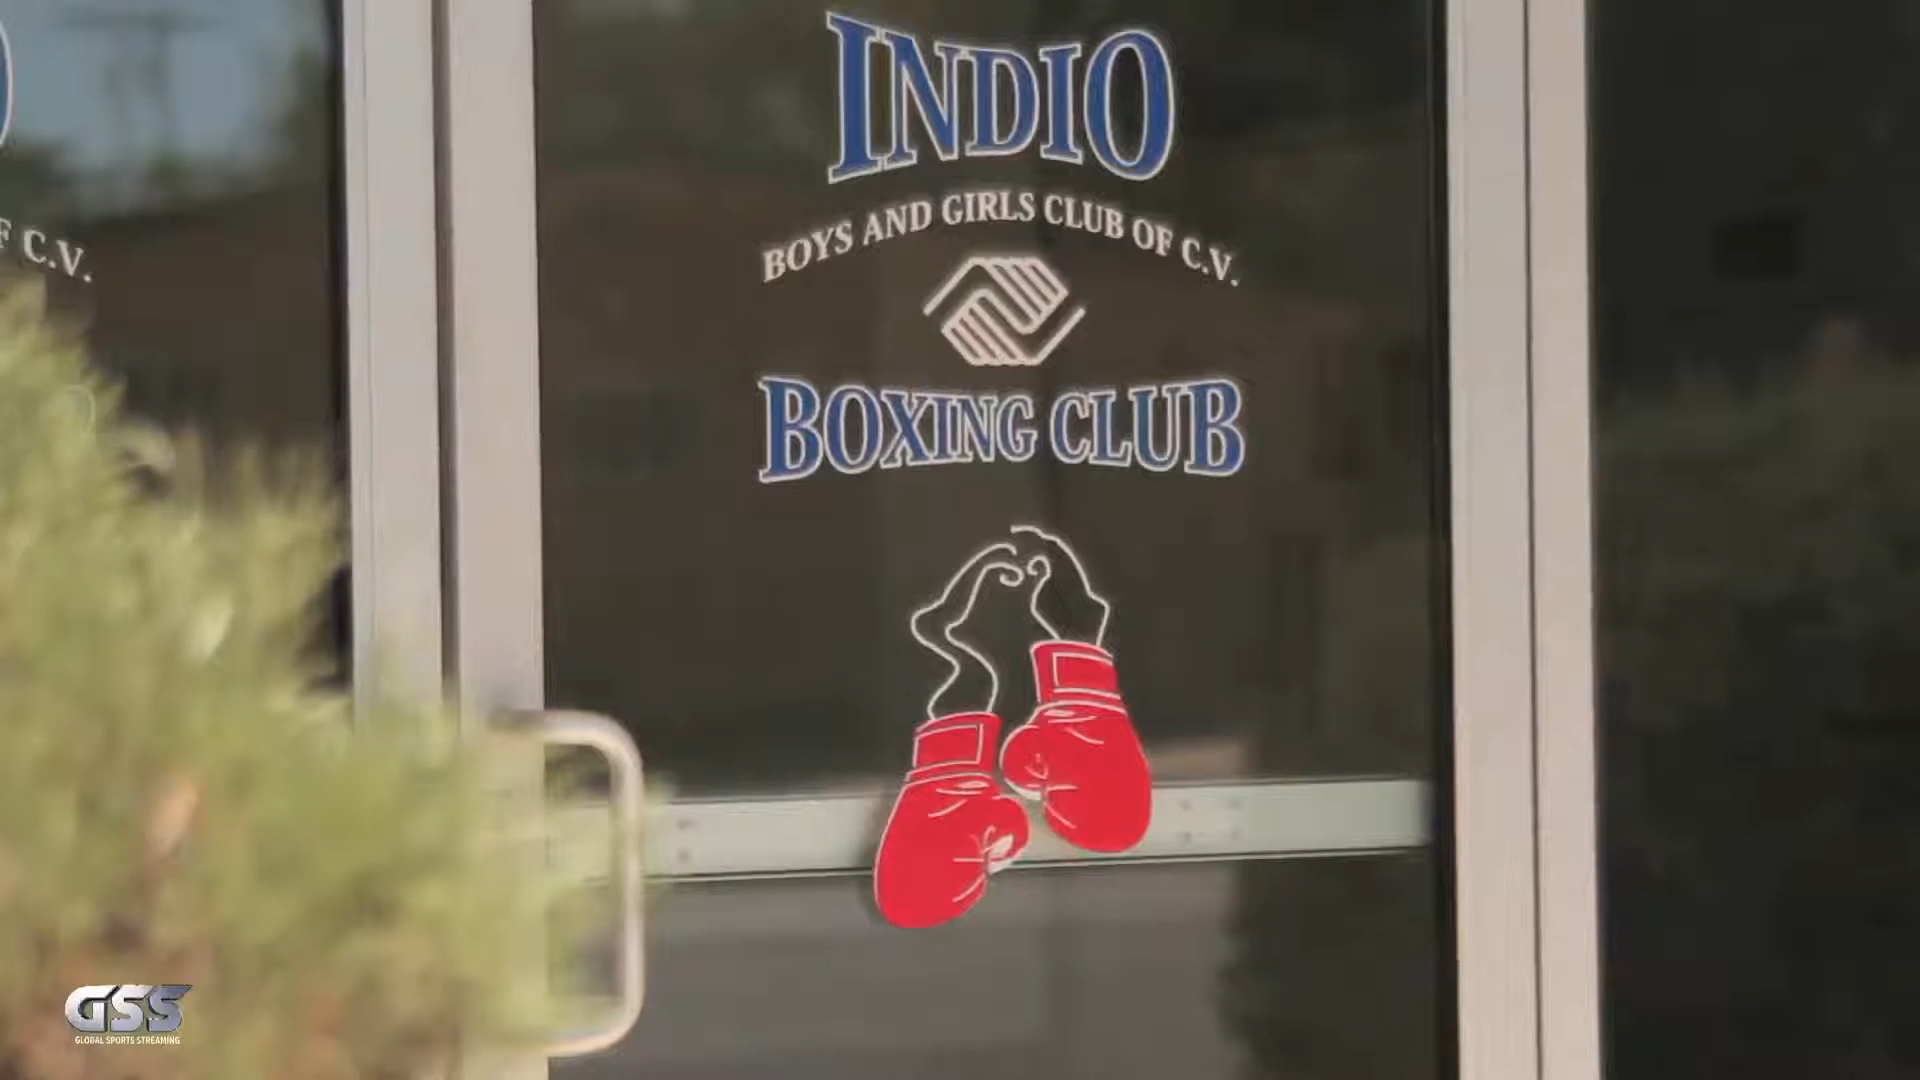 INDIO
BOYS AND GIRLS CLUB OF C.V.
BOXING CLUB
F C.V.
GSS
GLOBAL SPORTS STREAMING